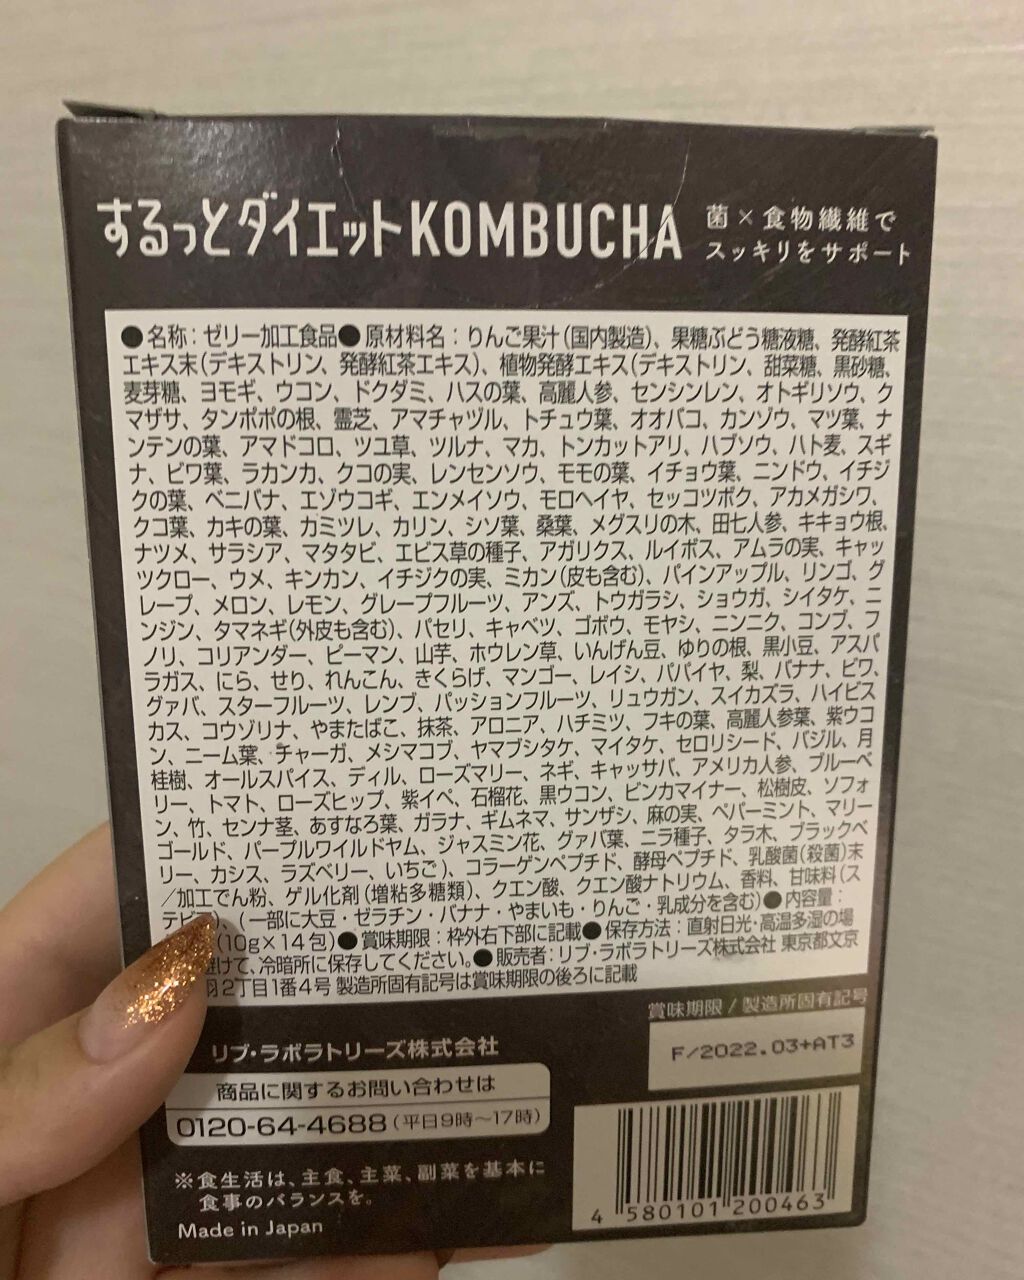 するっとダイエットKOMBUCHA
菌×食物繊維で
スッキリをサポート
●名称：ゼリー加工食品●原材料名：りんご果汁（国内製造）、果糖ぶどう糖液糖、発酵紅茶
エキス末（デキストリン、発酵紅茶エキス）、植物発酵エキス（デキストリン、甜菜糖、黒砂糖、
麦芽糖、ヨモギ、ウコン、ドクダミ、ハスの葉、高麗人参、センシンレン、オトギリソウ、ク
マザサ、タンポポの根、霊芝、アマチャヅル、トチュウ葉、オオバコ、カンゾウ、マツ葉、ナ
ンテンの葉、アマドコロ、ツユ草、ツルナ、マカ、トンカットアリ、ハブソウ、ハト麦、スギ
ナ、ビワ葉、ラカンカ、クコの実、レンセンソウ、モモの葉、イチョウ葉、ニンドウ、イチジ
クの葉、ベニバナ、エゾウコギ、エンメイソウ、モロヘイヤ、セッコツボク、アカメガシワ、
クコ葉、カキの葉、カミツレ、カリン、シソ葉、桑葉、メグスリの木、田七人参、キキョウ根、
ナツメ、サラシア、マタタビ、エビス草の種子、アガリクス、ルイボス、アムラの実、キャッ
ツクロー、ウメ、キンカン、イチジクの実、ミカン（皮も含む）、パインアップル、リンゴ、グ
レープ、メロン、レモン、グレープフルーツ、アンズ、トウガラシ、ショウガ、シイタケ、ニ
ンジン、タマネギ（外皮も含む）、パセリ、キャベツ、ゴボウ、モヤシ、ニンニク、コンブ、フ
ノリ、コリアンダー、ピーマン、山芋、ホウレン草、いんげん豆、ゆりの根、黒小豆、アスパ
ラガス、にら、せり、れんこん、きくらげ、マンゴー、レイシ、パパイヤ、梨、バナナ、ビワ、
グァバ、スターフルーツ、レンブ、パッションフルーツ、リュウガン、スイカズラ、ハイビス
カス、コウゾリナ、やまたばこ、抹茶、アロニア、ハチミツ、フキの葉、高麗人参葉、紫ウコ
ン、ニーム葉、チャーガ、メシマコブ、ヤマブシタケ、マイタケ、セロリシード、バジル、月
桂樹、オールスパイス、ディル、ローズマリー、ネギ、キャッサバ、アメリカ人参、ブルーベ
リー、トマト、ローズヒップ、紫イペ、石榴花、黒ウコン、ビンカマイナー、松樹皮、ソフォ
ン、竹、センナ茎、あすなろ葉、ガラナ、ギムネマ、サンザシ、麻の実、ペパーミント、マリー
ゴールド、パープルワイルドヤム、ジャスミン花、グァバ葉、ニラ種子、タラ木、ブラックベ
リー、カシス、ラズベリー、いちご）、コラーゲンペプチド、酵母ペプチド、乳酸菌（殺菌）末
／加工でん粉、ゲル化剤（増粘多糖類）、クエン酸、クエン酸ナトリウム、香料、甘味料（ス
テビア）、（一部に大豆・ゼラチン・バナナ・やまいも・りんご・乳成分を含む）●内容量：
（10g×14包）●賞味期限：枠外右下部に記載●保存方法：直射日光・高温多湿の場
避けて、冷暗所に保存してください。●販売者：リブ・ラボラトリーズ株式会社 東京都文京
羽2丁目1番4号 製造所固有記号は賞味期限の後ろに記載
賞味期限／製造所固有記号
F/2022.03+AT3
リブ・ラボラトリーズ株式会社
商品に関するお問い合わせは
0120-64-4688（平日9時～17時）
※食生活は、主食、主菜、副菜を基本に
食事のバランスを。
Made in Japan
4 580101 200463